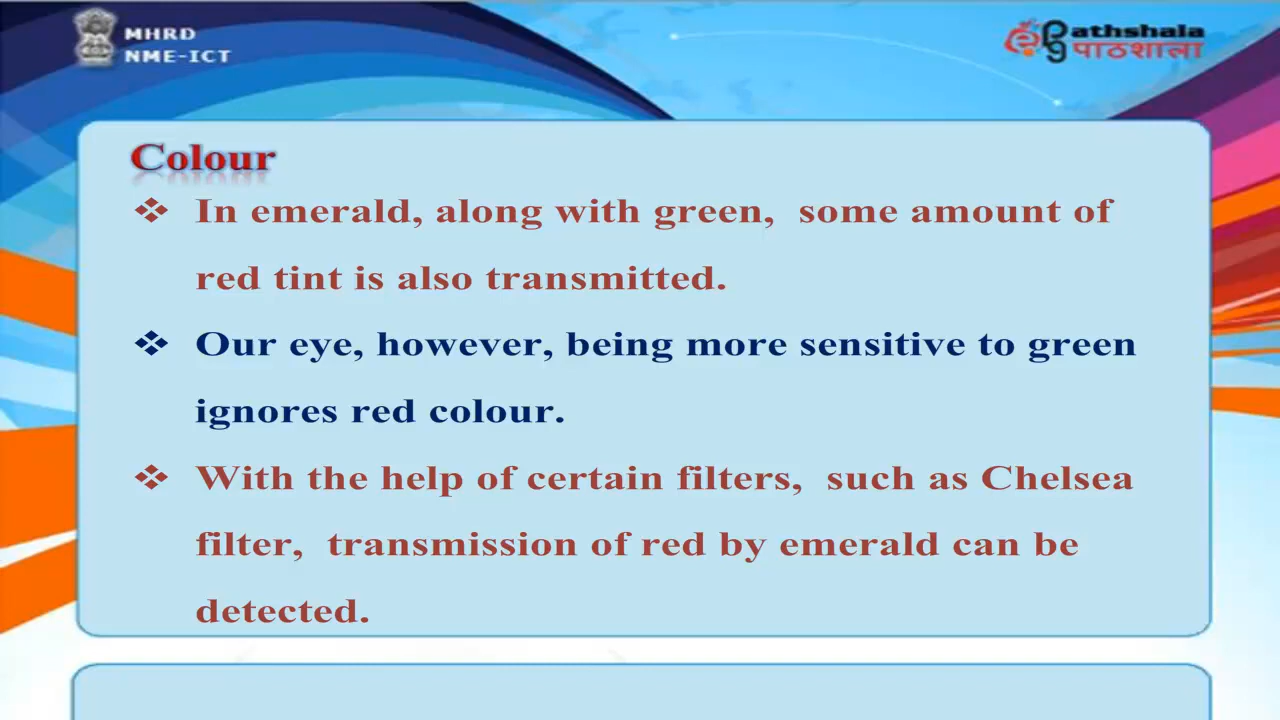 MHRD
NME-ICT
ePathshala
पाठशाला
Colour
❖ In emerald, along with green, some amount of
red tint is also transmitted.
❖ Our eye, however, being more sensitive to green
ignores red colour.
❖ With the help of certain filters, such as Chelsea
filter, transmission of red by emerald can be
detected.